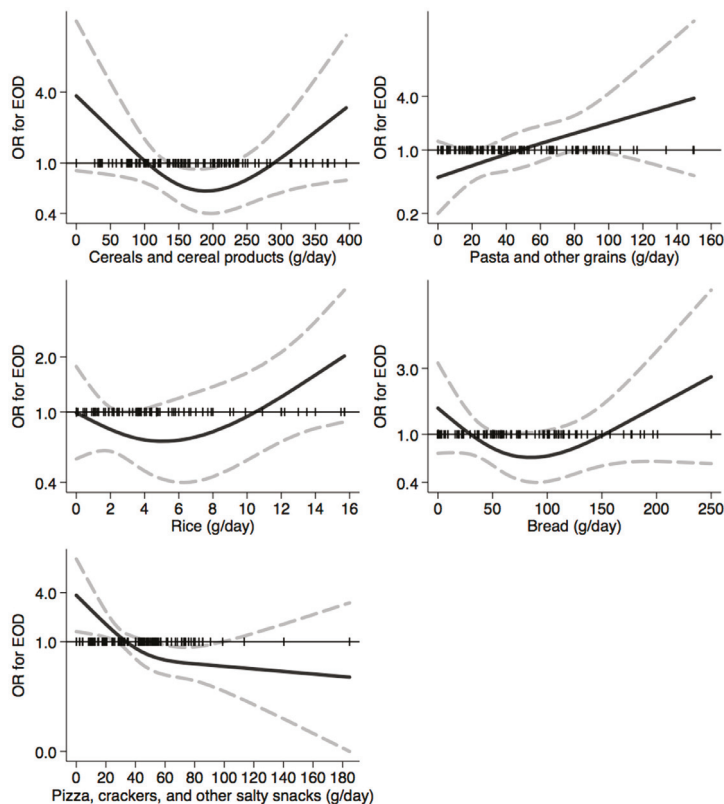 OR for EOD
4.0
1.0
0.4
0 50 100 150 200 250 300 350 400
Cereals and cereal products (g/day)
OR for EOD
4.0
1.0
0.2
0 20 40 60 80 100 120 140 160
Pasta and other grains (g/day)
OR for EOD
2.0
1.0
0.4
0 2 4 6 8 10 12 14 16
Rice (g/day)
OR for EOD
3.0
1.0
0.4
0 50 100 150 200 250
Bread (g/day)
OR for EOD
4.0
1.0
0.0
0 20 40 60 80 100 120 140 160 180
Pizza, crackers, and other salty snacks (g/day)